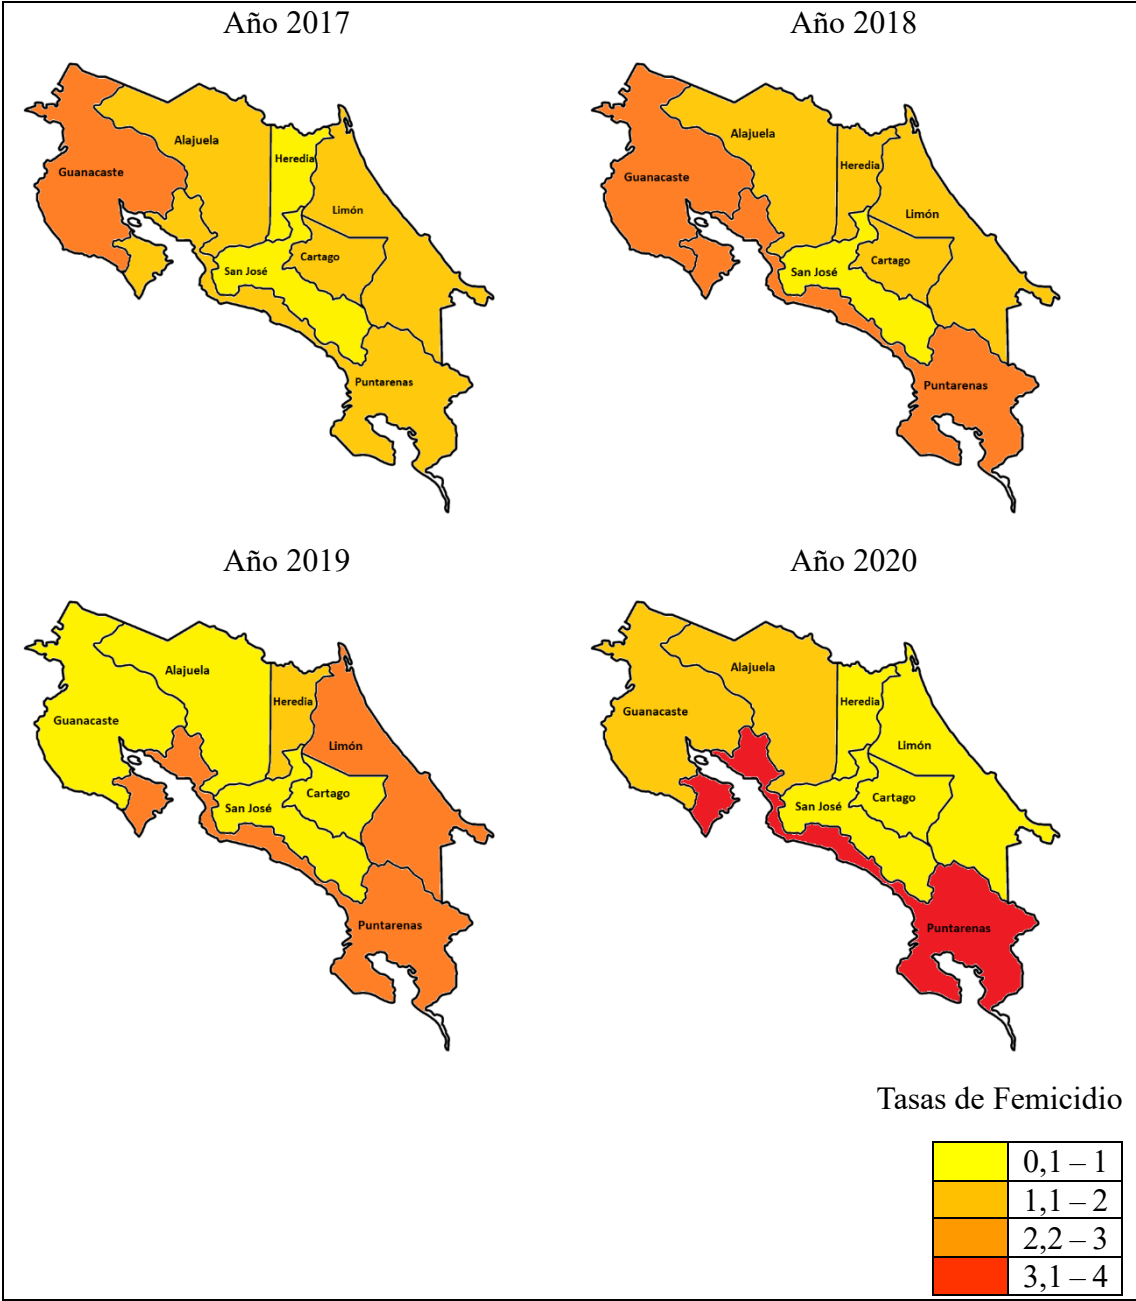 Año 2017
Alajuela
Heredia
Guanacaste
Limón
Cartago
San José
Puntarenas
Año 2018
Alajuela
Heredia
Guanacaste
Limón
Cartago
San José
Puntarenas
Año 2019
Alajuela
Heredia
Guanacaste
Limón
Cartago
San José
Puntarenas
Año 2020
Alajuela
Heredia
Guanacaste
Limón
Cartago
San José
Puntarenas
Tasas de Femicidio
0,1 – 1
1,1 – 2
2,2 – 3
3,1 – 4